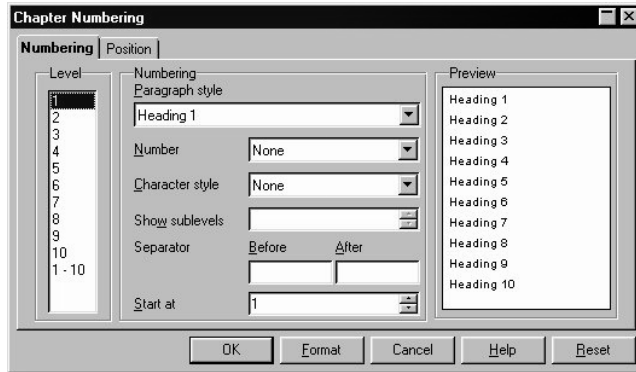 Chapter Numbering
Numbering Position
Level
1
2
3
4
5
6
7
8
9
10
1 - 10
Numbering
Paragraph style
Heading 1
Number None
Character style None
Show sublevels
Separator Before After
Start at 1
Preview
Heading 1
Heading 2
Heading 3
Heading 4
Heading 5
Heading 6
Heading 7
Heading 8
Heading 9
Heading 10
OK Format Cancel Help Reset